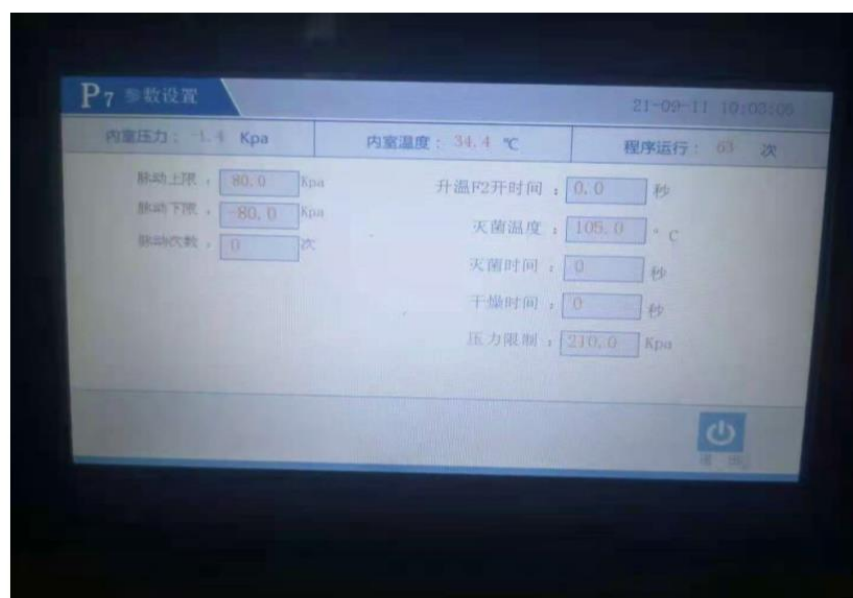 P7 参数设置
21-09-11 10:03:05
内室压力： -1.4 Kpa
内室温度： 34.4 ℃
程序运行： 63 次
脉动上限： 80.0 Kpa
脉动下限： -80.0 Kpa
脉动次数： 0 次
升温F2开时间： 0.0 秒
灭菌温度： 105.0 °C
灭菌时间： 0 秒
干燥时间： 0 秒
压力限制： 210.0 Kpa
退 出